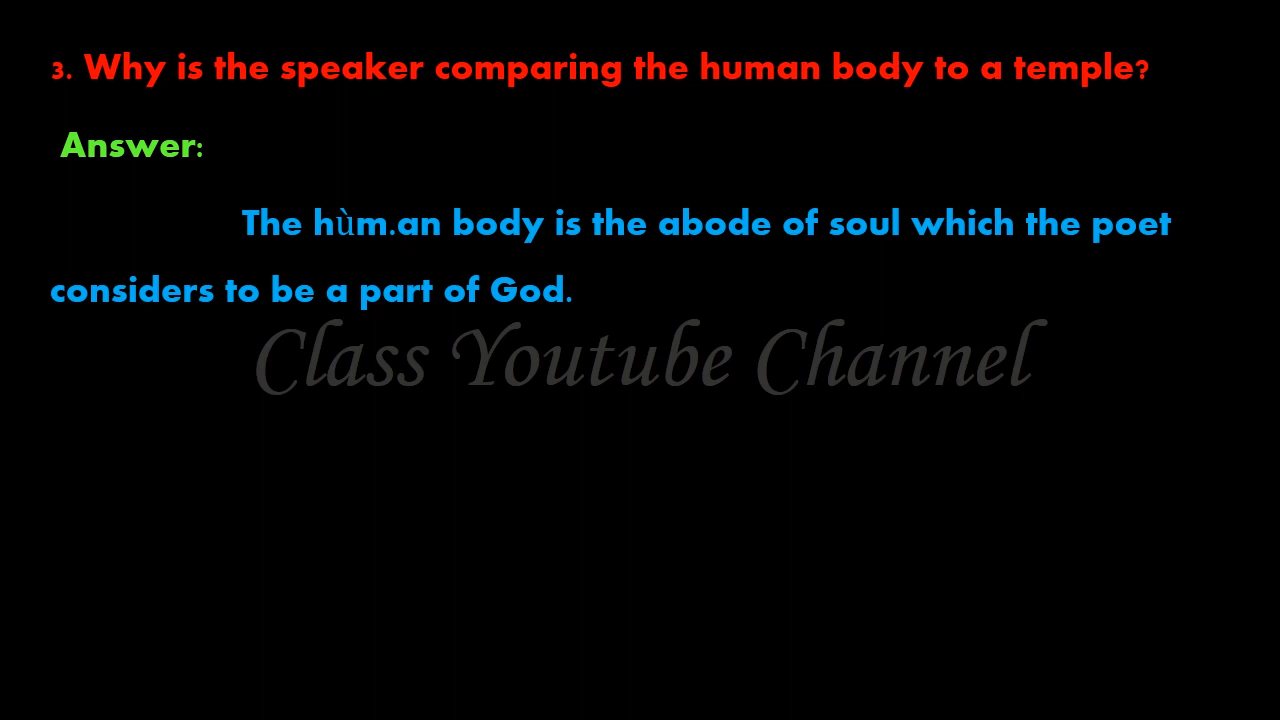 3. Why is the speaker comparing the human body to a temple?
Answer:
The hùm.an body is the abode of soul which the poet
considers to be a part of God.
Class Youtube Channel